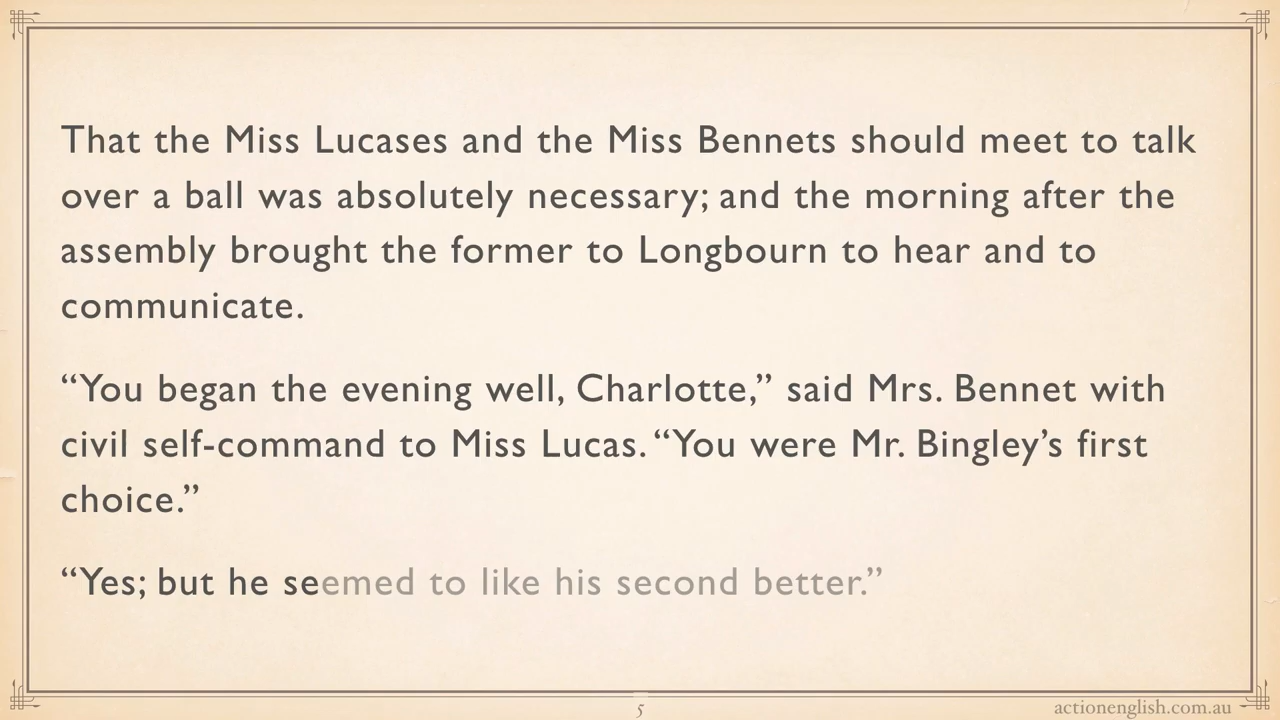 That the Miss Lucases and the Miss Bennets should meet to talk
over a ball was absolutely necessary; and the morning after the
assembly brought the former to Longbourn to hear and to
communicate.
“You began the evening well, Charlotte,” said Mrs. Bennet with
civil self-command to Miss Lucas. “You were Mr. Bingley’s first
choice.”
“Yes; but he seemed to like his second better.”
5
actionenglish.com.au